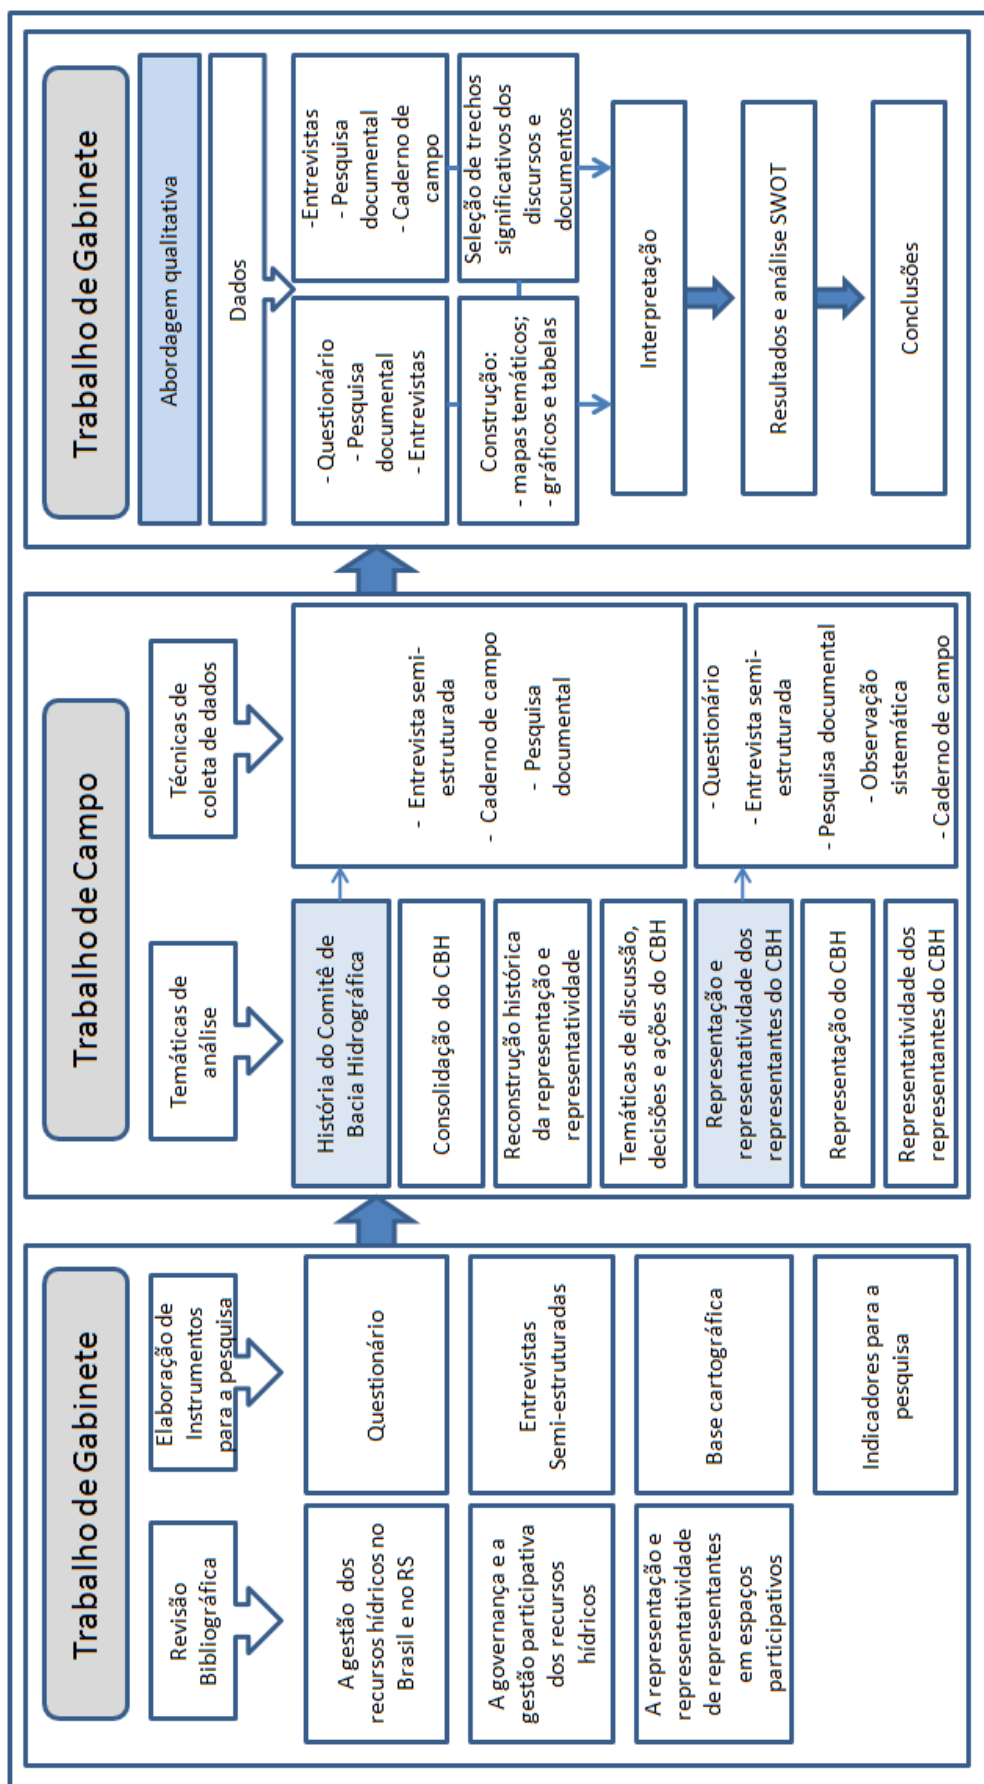 Trabalho de Gabinete
Revisão
Bibliográfica
A gestão dos
recursos hídricos no
Brasil e no RS
A governança e a
gestão participativa
dos recursos
hídricos
A representação e
representatividade
de representantes
em espaços
participativos
Elaboração de
Instrumentos
para a pesquisa
Questionário
Entrevistas
Semi-estruturadas
Base cartográfica
Indicadores para a
pesquisa
Trabalho de Campo
Temáticas de
análise
História do Comitê de
Bacia Hidrográfica
Consolidação do CBH
Reconstrução histórica
da representação e
representividade
Temáticas de discussão,
decisões e ações do CBH
Representação e
representatividade dos
representantes do CBH
Representação do CBH
Representatividade dos
representantes do CBH
Técnicas de
coleta de dados
- Entrevista semi-
estruturada
- Caderno de campo
- Pesquisa
documental
- Questionário
- Entrevista semi-
estruturada
- Pesquisa documental
- Observação
sistemática
- Caderno de campo
Trabalho de Gabinete
Abordagem qualitativa
Dados
- Questionário
- Pesquisa
documental
- Entrevistas
-Entrevistas
- Pesquisa
documental
- Caderno de
campo
Construção:
- mapas temáticos;
- gráficos e tabelas
Seleção de trechos
significativos dos
discursos e
documentos
Interpretação
Resultados e análise SWOT
Conclusões